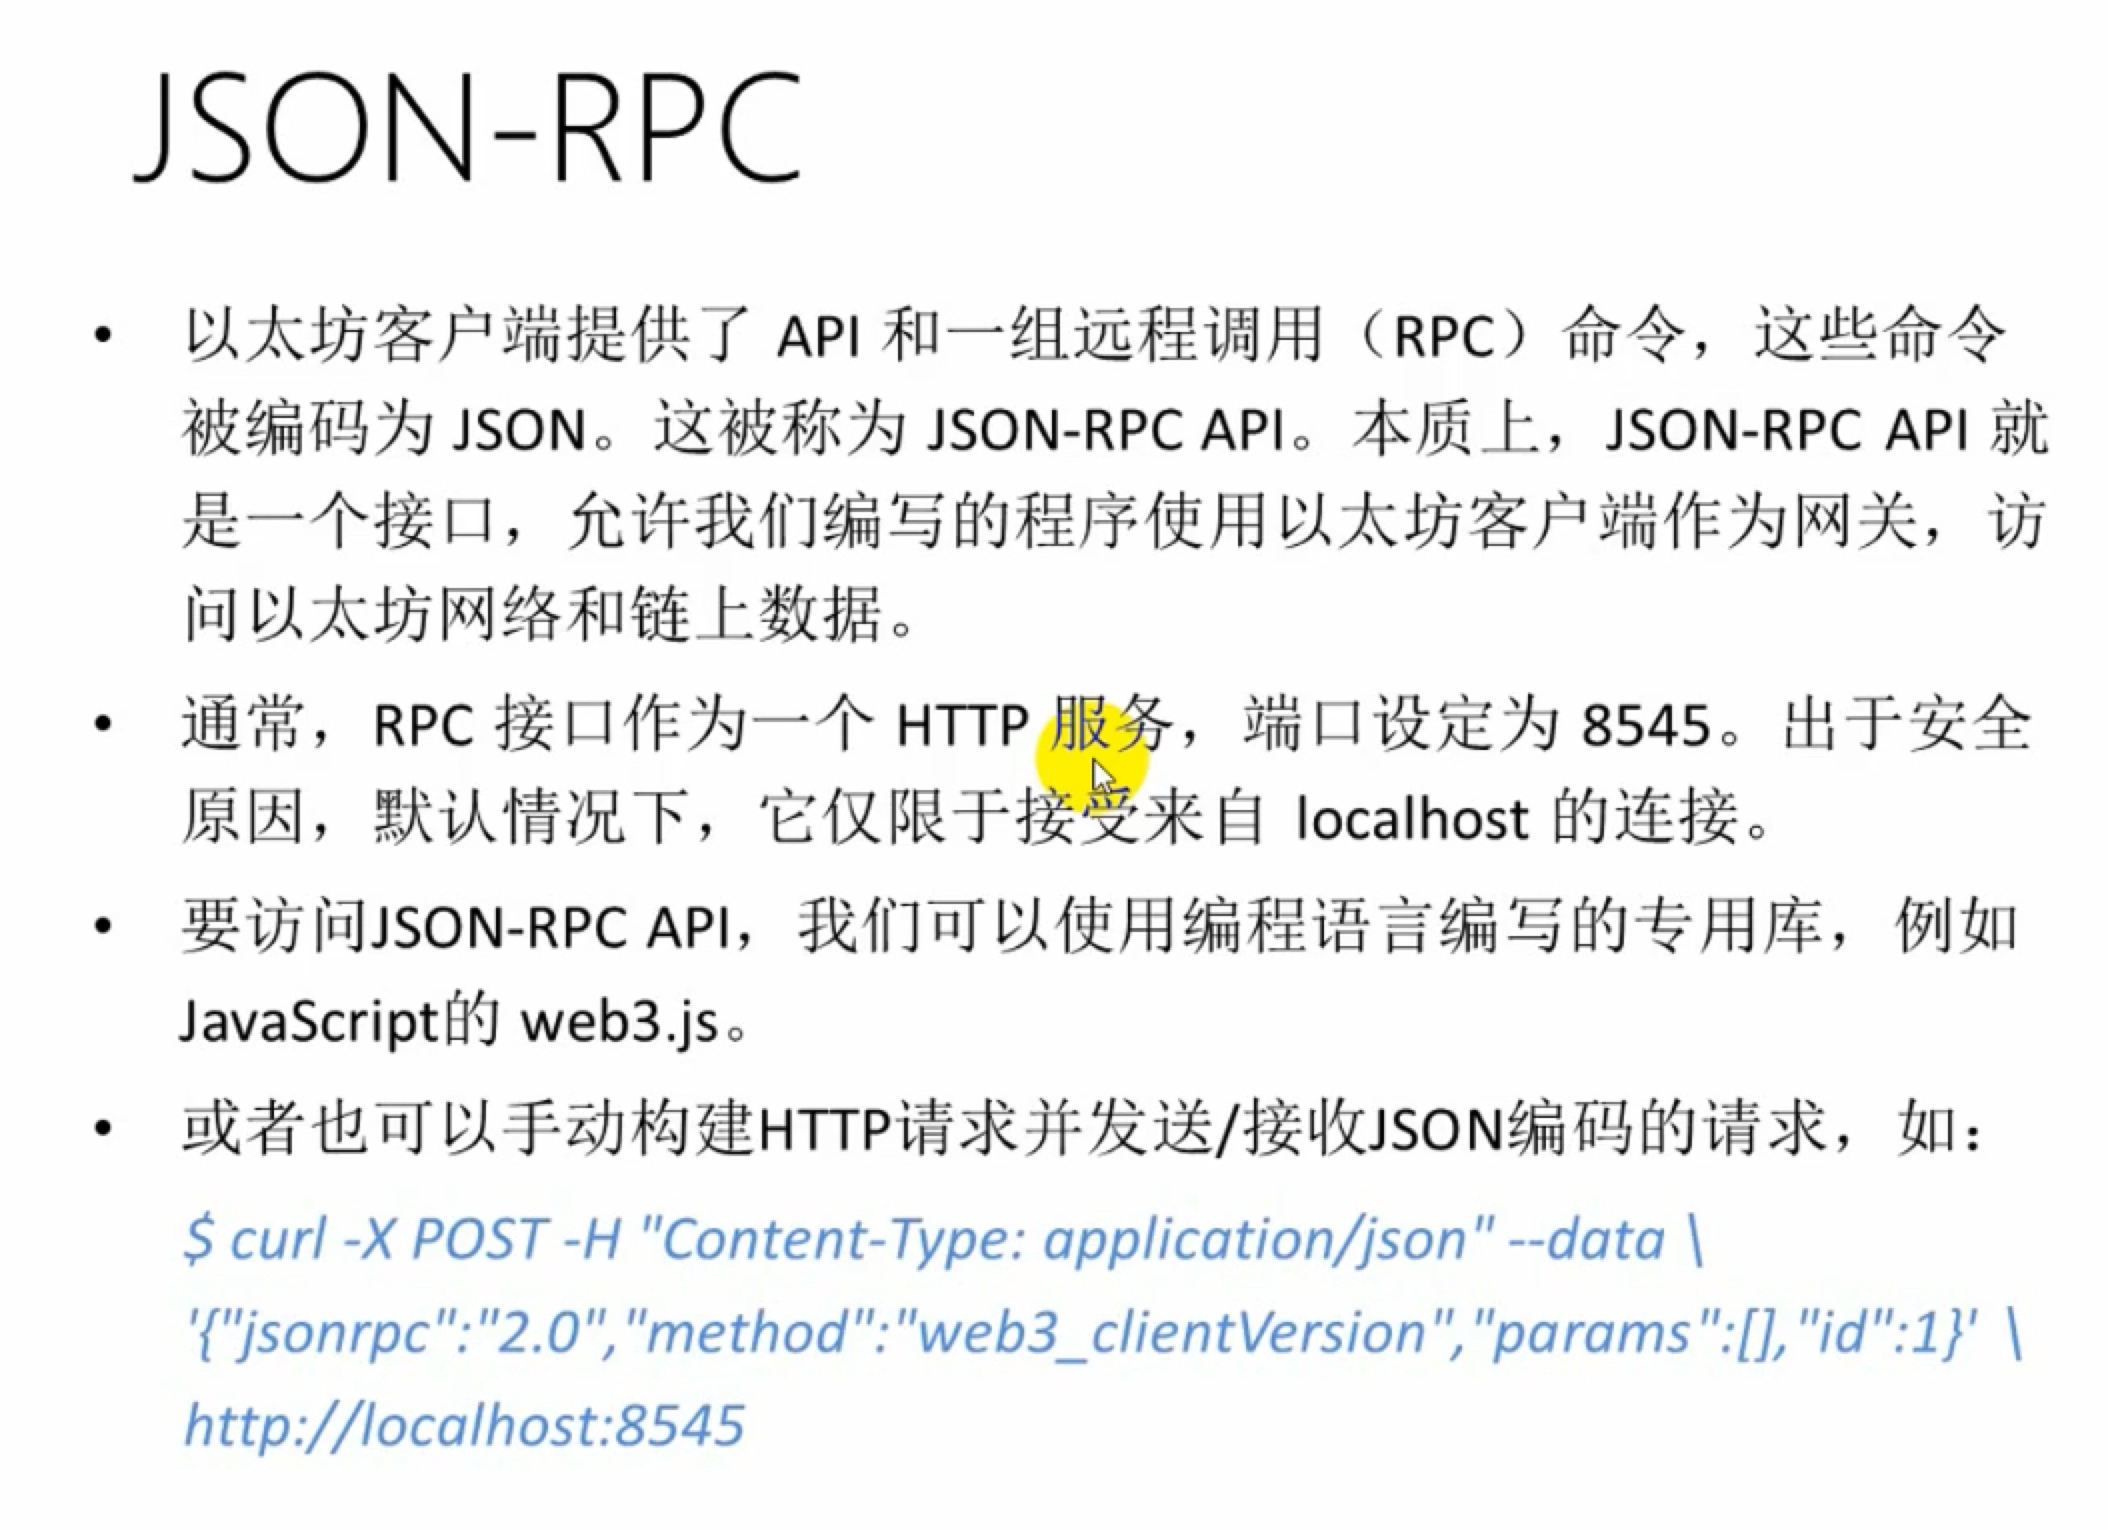 JSON-RPC
• 以太坊客户端提供了 API 和一组远程调用（RPC）命令，这些命令
被编码为 JSON。这被称为 JSON-RPC API。本质上，JSON-RPC API 就
是一个接口，允许我们编写的程序使用以太坊客户端作为网关，访
问以太坊网络和链上数据。
• 通常，RPC 接口作为一个 HTTP 服务，端口设定为 8545。出于安全
原因，默认情况下，它仅限于接受来自 localhost 的连接。
• 要访问JSON-RPC API，我们可以使用编程语言编写的专用库，例如
JavaScript的 web3.js。
• 或者也可以手动构建HTTP请求并发送/接收JSON编码的请求，如：
$ curl -X POST -H "Content-Type: application/json" --data \
'{"jsonrpc":"2.0","method":"web3_clientVersion","params":[],"id":1}' \
http://localhost:8545